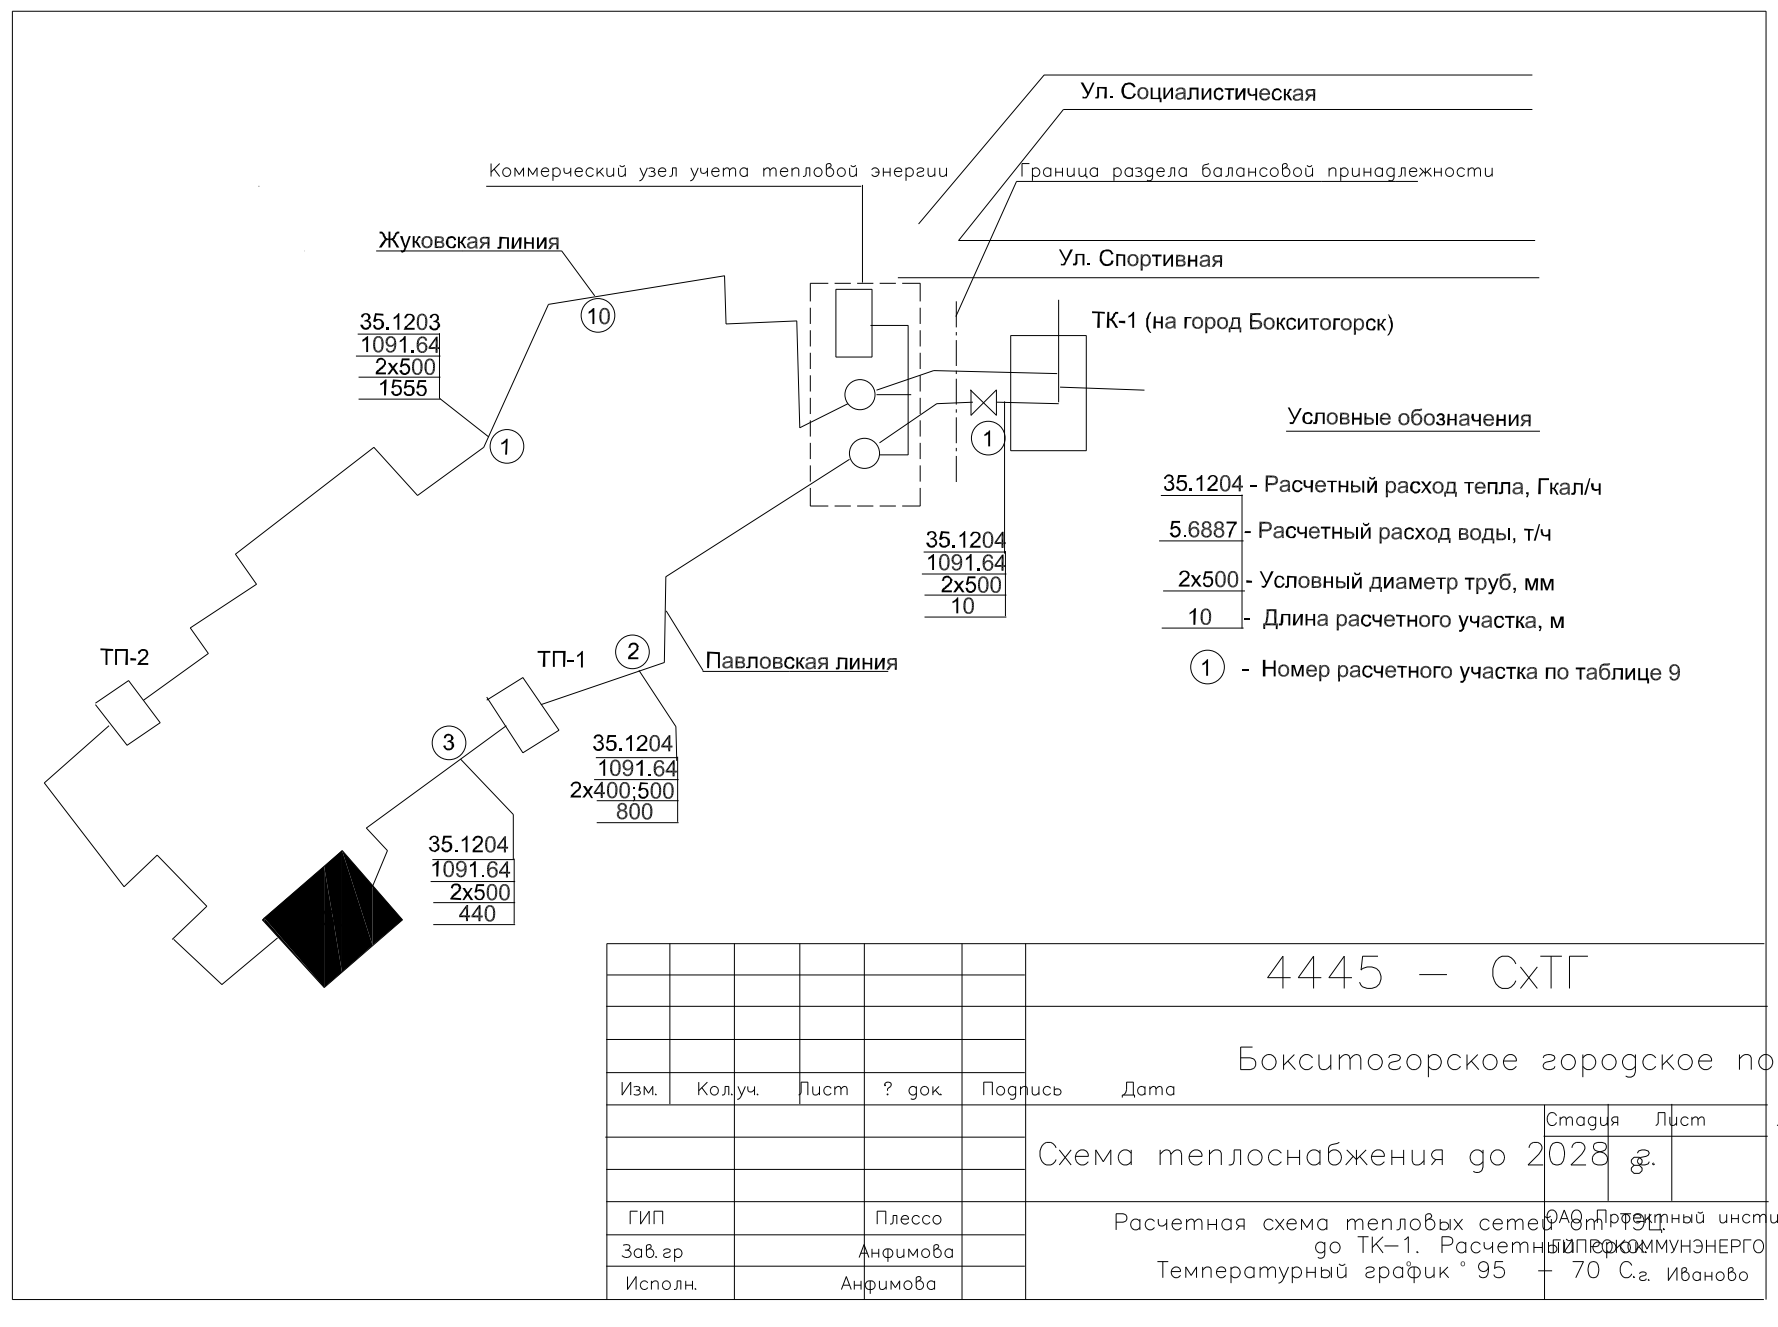 Ул. Социалистическая
Коммерческий узел учета тепловой энергии
Граница раздела балансовой принадлежности
Жуковская линия
Ул. Спортивная
10
ТК-1 (на город Бокситогорск)
35.1203
1091.64
2x500
1555
1
1
Условные обозначения
35.1204 - Расчетный расход тепла, Гкал/ч
5.6887 - Расчетный расход воды, т/ч
2x500 - Условный диаметр труб, мм
10 - Длина расчетного участка, м
1 - Номер расчетного участка по таблице 9
35.1204
1091.64
2x500
10
ТП-2
ТП-1
2
Павловская линия
3
35.1204
1091.64
2x400;500
800
35.1204
1091.64
2x500
440
4445 - СхТГ
Бокситогорское городское по
Изм. Кол.уч. Лист ? док. Подпись Дата
Стадия Лист
Схема теплоснабжения до 2028 г.
8
ГИП Плессо
Зав.гр Анфимова
Исполн. Анфимова
Расчетная схема тепловых сетей от ТЭЦ
до ТК-1. Расчетный срок.
Температурный график ° 95 - 70 С.
ОАО Проектный инсти
ГИПРОКОММУНЭНЕРГО
г. Иваново